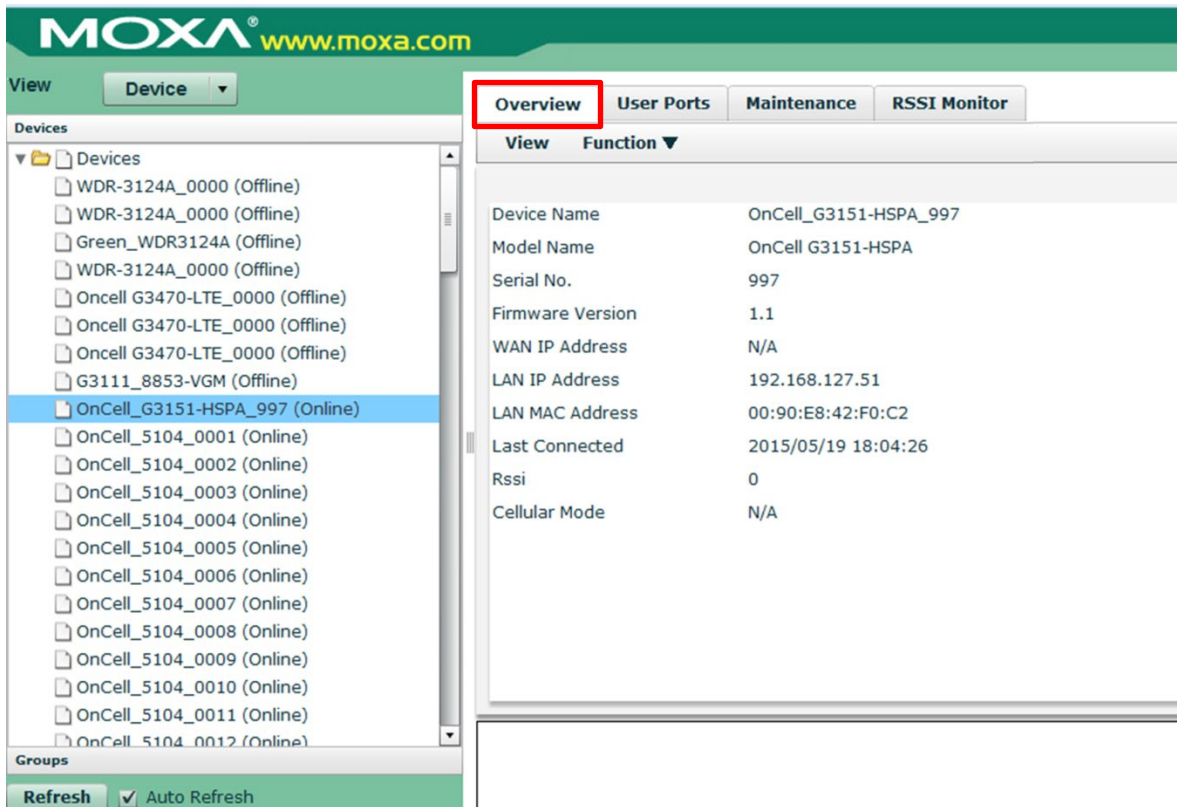 MOXA® www.moxa.com
View Device
Devices
Devices
WDR-3124A_0000 (Offline)
WDR-3124A_0000 (Offline)
Green_WDR3124A (Offline)
WDR-3124A_0000 (Offline)
Oncell G3470-LTE_0000 (Offline)
Oncell G3470-LTE_0000 (Offline)
Oncell G3470-LTE_0000 (Offline)
G3111_8853-VGM (Offline)
OnCell_G3151-HSPA_997 (Online)
OnCell_5104_0001 (Online)
OnCell_5104_0002 (Online)
OnCell_5104_0003 (Online)
OnCell_5104_0004 (Online)
OnCell_5104_0005 (Online)
OnCell_5104_0006 (Online)
OnCell_5104_0007 (Online)
OnCell_5104_0008 (Online)
OnCell_5104_0009 (Online)
OnCell_5104_0010 (Online)
OnCell_5104_0011 (Online)
OnCell_5104_0012 (Online)
Groups
Refresh Auto Refresh
Overview User Ports Maintenance RSSI Monitor
View Function ▼
Device Name OnCell_G3151-HSPA_997
Model Name OnCell G3151-HSPA
Serial No. 997
Firmware Version 1.1
WAN IP Address N/A
LAN IP Address 192.168.127.51
LAN MAC Address 00:90:E8:42:F0:C2
Last Connected 2015/05/19 18:04:26
Rssi 0
Cellular Mode N/A